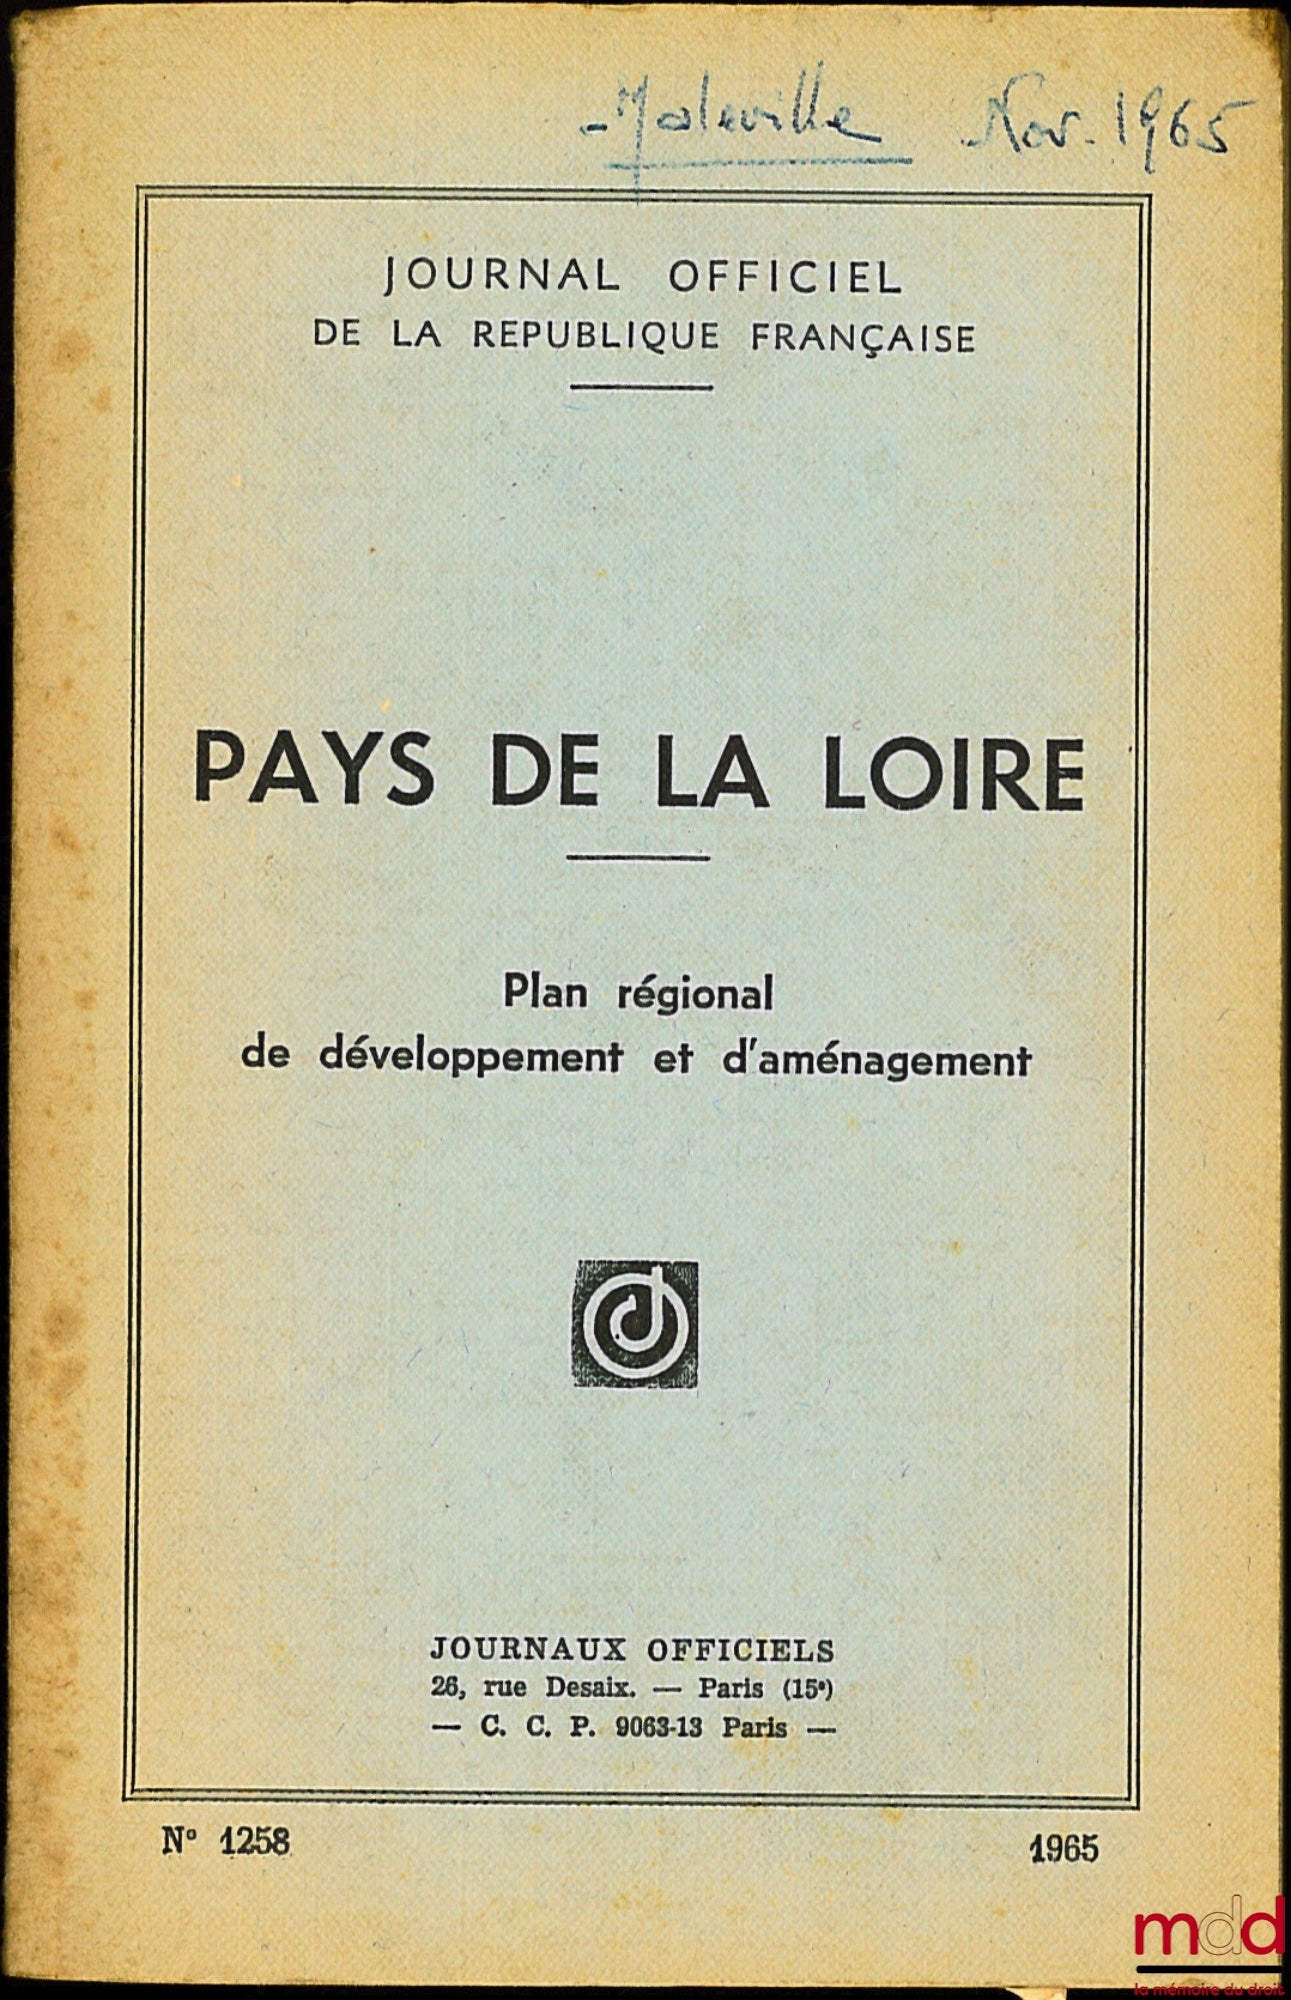 Maleville Nov. 1965
JOURNAL OFFICIEL
DE LA REPUBLIQUE FRANÇAISE
PAYS DE LA LOIRE
Plan régional
de développement et d'aménagement
JOURNAUX OFFICIELS
26, rue Desaix. — Paris (15e)
— C. C. P. 9063-13 Paris —
N° 1258 1965
mdd
la mémoire du droit